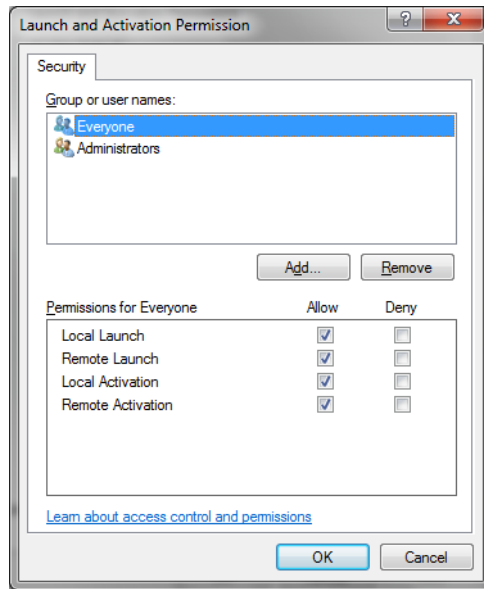 Launch and Activation Permission
Security
Group or user names:
Everyone
Administrators
Add...
Remove
Permissions for Everyone Allow Deny
Local Launch
Remote Launch
Local Activation
Remote Activation
Learn about access control and permissions
OK Cancel